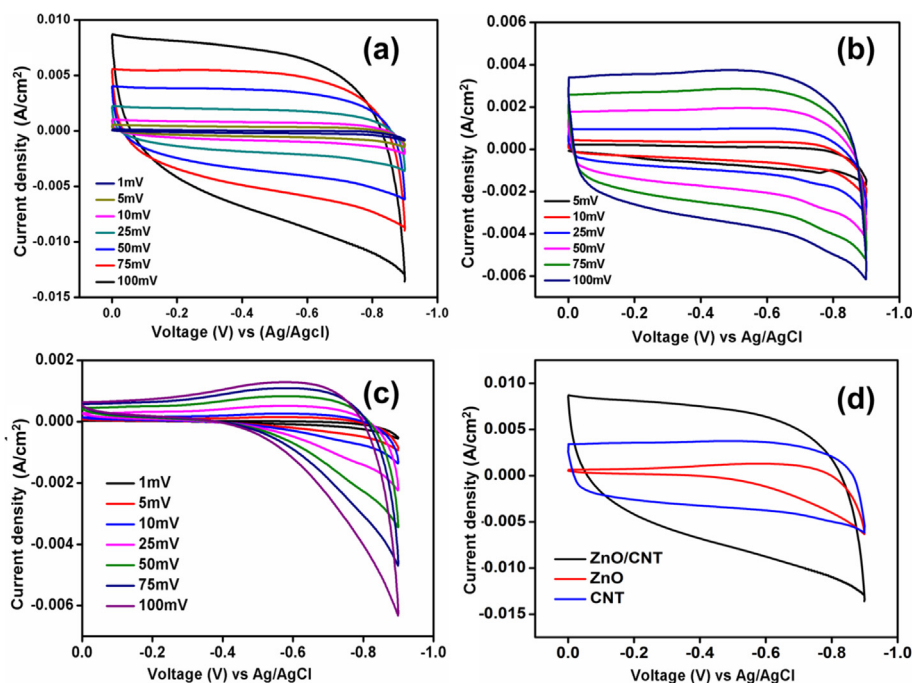 (a)
Current density (A/cm²)
0.010
0.005
0.000
-0.005
-0.010
-0.015
1mV
5mV
10mV
25mV
50mV
75mV
100mV
0.0 -0.2 -0.4 -0.6 -0.8 -1.0
Voltage (V) vs (Ag/Agcl)
(b)
Current density (A/cm²)
0.006
0.004
0.002
0.000
-0.002
-0.004
-0.006
5mV
10mV
25mV
50mV
75mV
100mV
0.0 -0.2 -0.4 -0.6 -0.8 -1.0
Voltage (V) vs Ag/AgCl
(c)
Current density (A/cm²)
0.002
0.000
-0.002
-0.004
-0.006
1mV
5mV
10mV
25mV
50mV
75mV
100mV
0.0 -0.2 -0.4 -0.6 -0.8 -1.0
Voltage (V) vs Ag/AgCl
(d)
Current density (A/cm²)
0.010
0.005
0.000
-0.005
-0.010
-0.015
ZnO/CNT
ZnO
CNT
0.0 -0.2 -0.4 -0.6 -0.8 -1.0
Voltage (V) vs Ag/AgCl